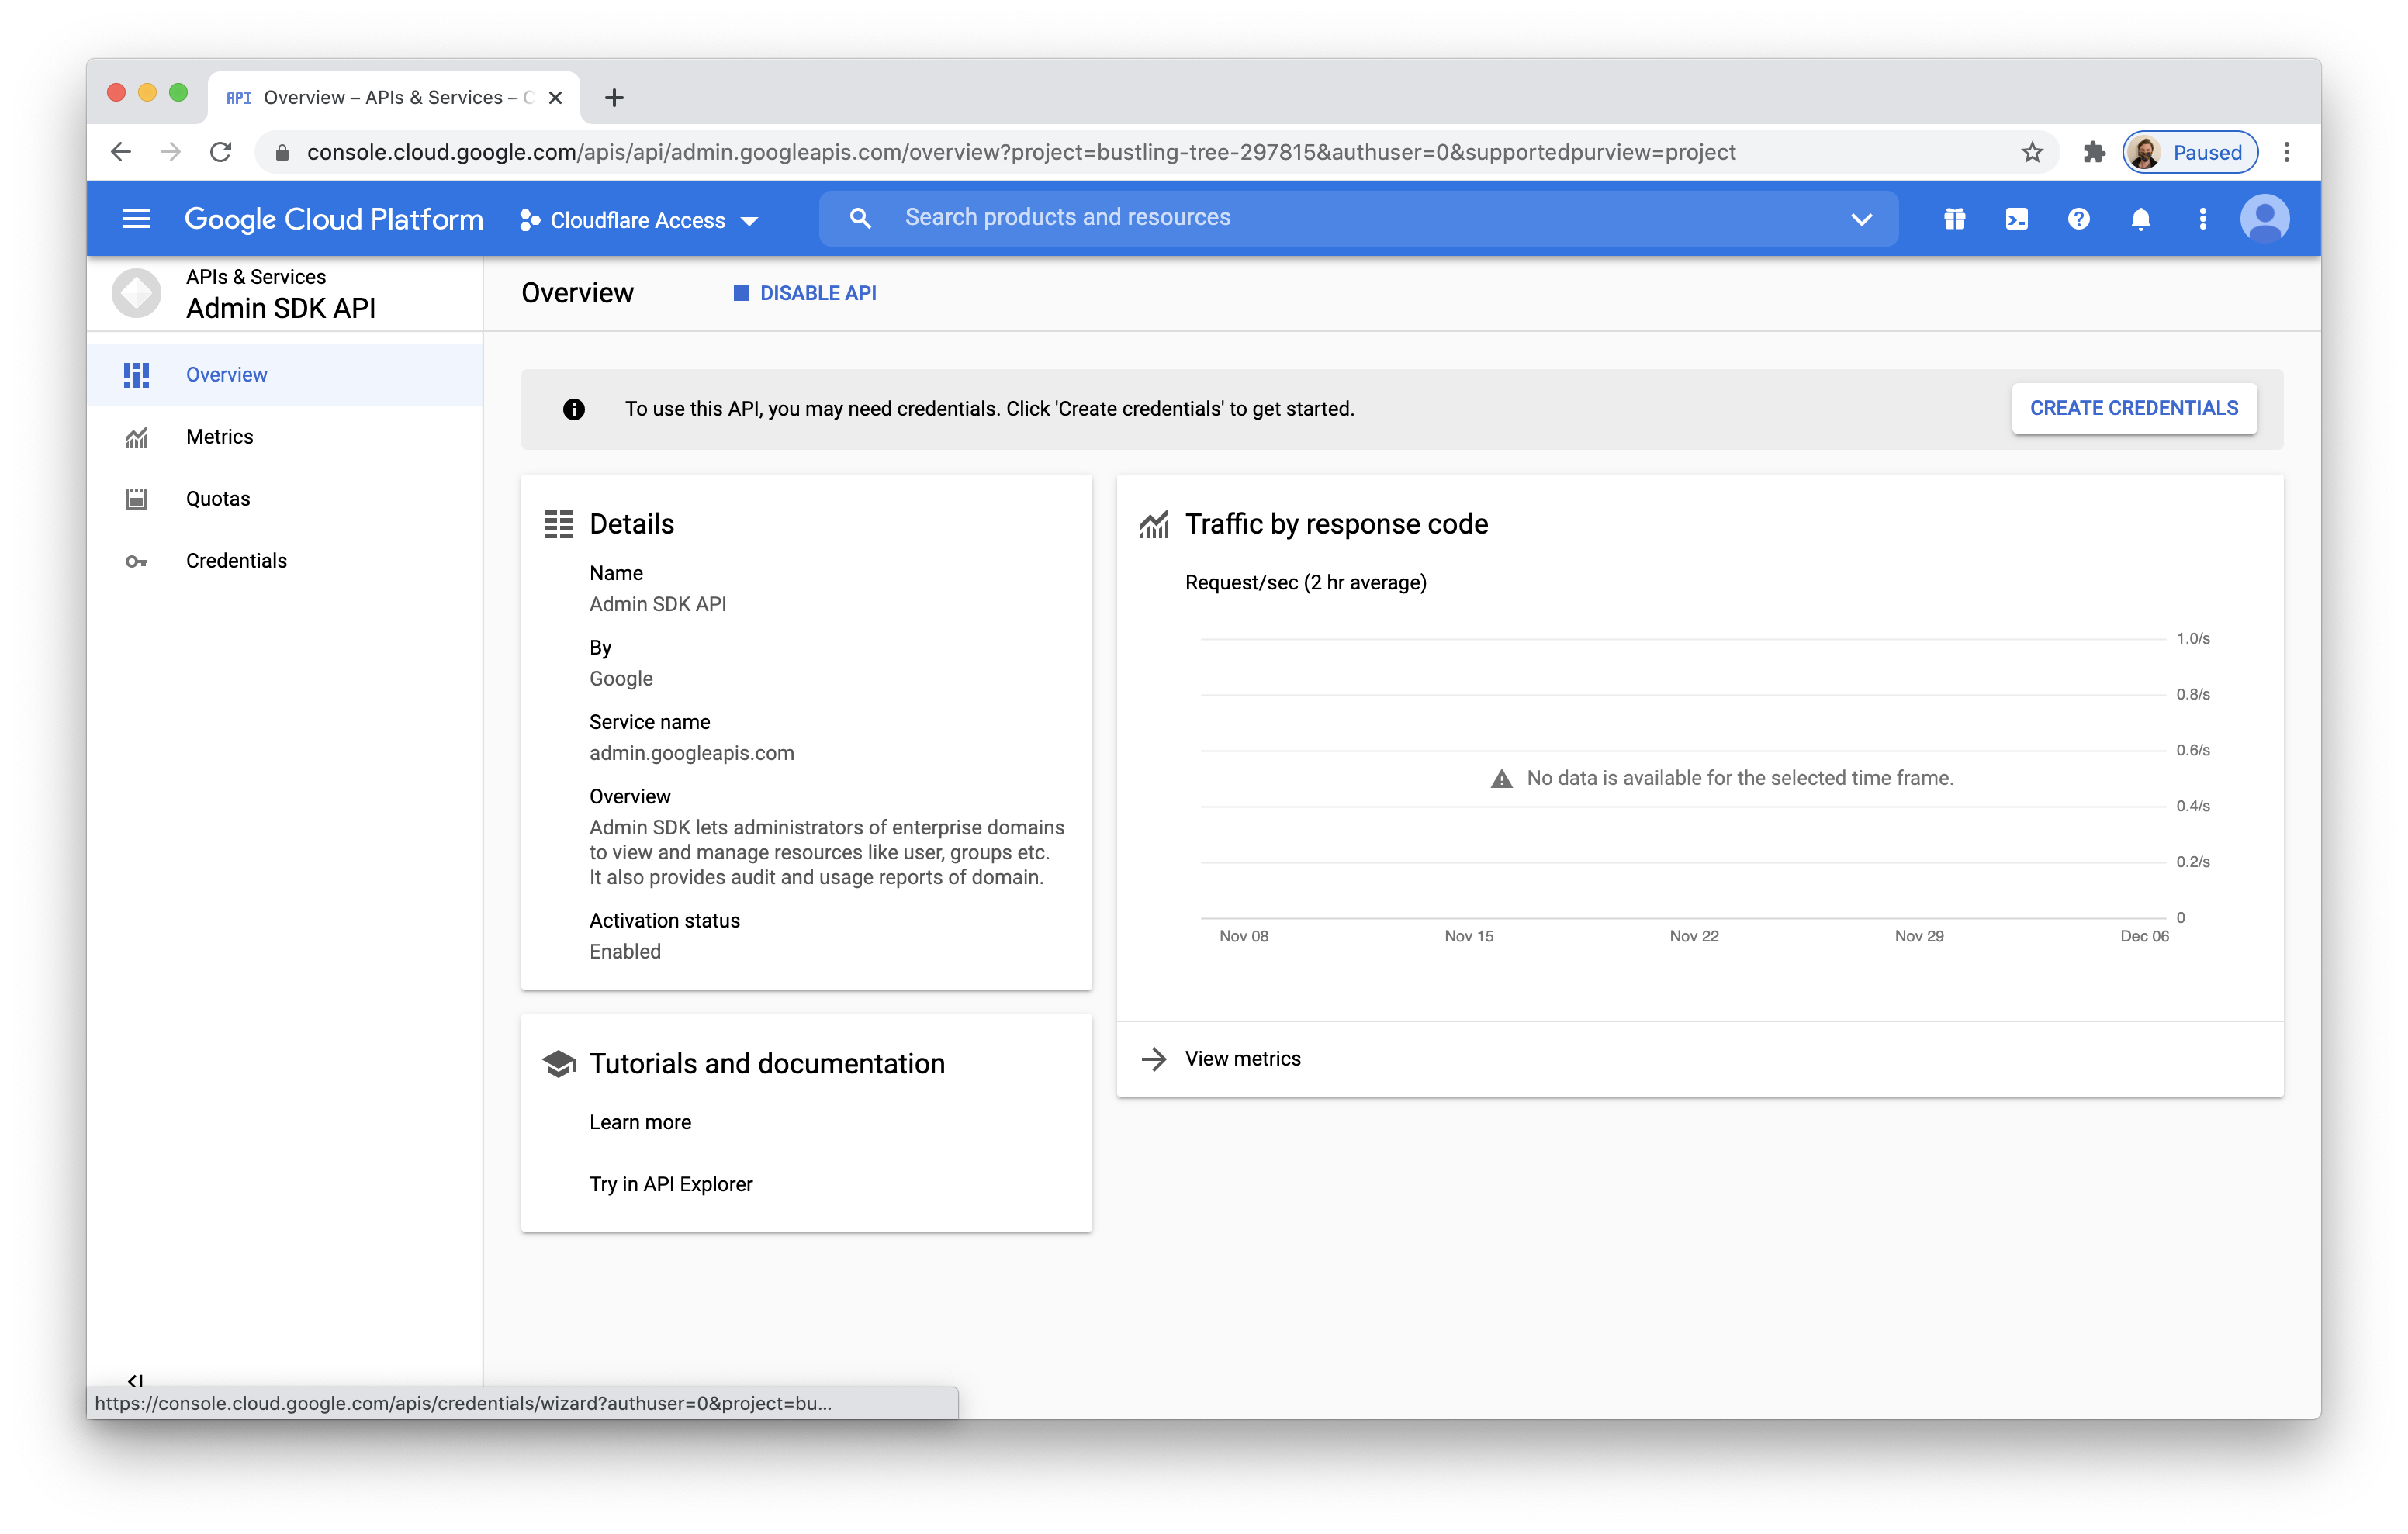 API Overview – APIs & Services –
console.cloud.google.com/apis/api/admin.googleapis.com/overview?project=bustling-tree-297815&authuser=0&supportedpurview=project
Paused
Google Cloud Platform
Cloudflare Access
Search products and resources
APIs & Services
Admin SDK API
Overview
DISABLE API
Overview
Metrics
Quotas
Credentials
To use this API, you may need credentials. Click 'Create credentials' to get started.
CREATE CREDENTIALS
Details
Name
Admin SDK API
By
Google
Service name
admin.googleapis.com
Overview
Admin SDK lets administrators of enterprise domains
to view and manage resources like user, groups etc.
It also provides audit and usage reports of domain.
Activation status
Enabled
Tutorials and documentation
Learn more
Try in API Explorer
Traffic by response code
Request/sec (2 hr average)
1.0/s
0.8/s
0.6/s
No data is available for the selected time frame.
0.4/s
0.2/s
0
Nov 08
Nov 15
Nov 22
Nov 29
Dec 06
View metrics
https://console.cloud.google.com/apis/credentials/wizard?authuser=0&project=bu...